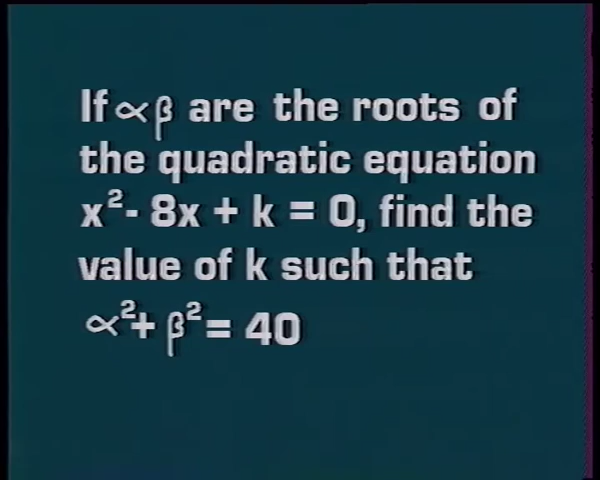 If ∝ β are the roots of
the quadratic equation
x²- 8x + k = 0, find the
value of k such that
∝²+ β²= 40